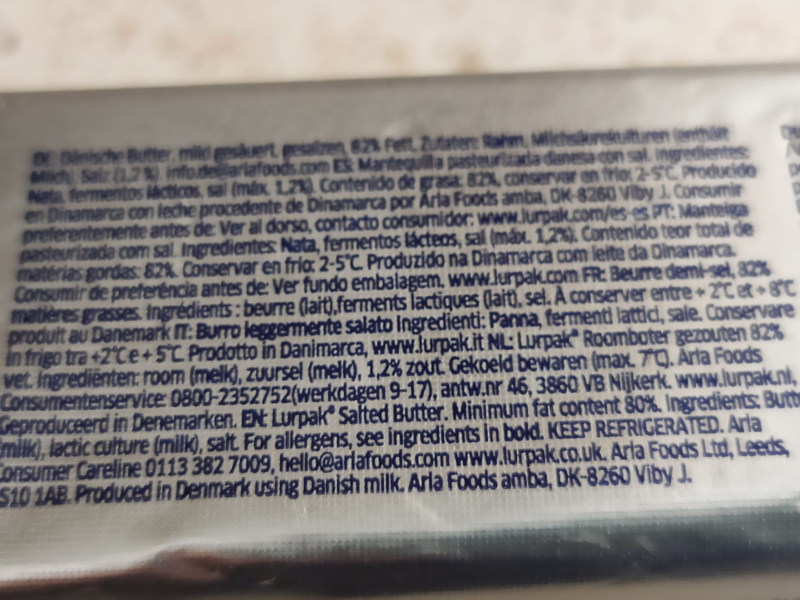 DE: Dänische Butter, mild gesäuert, gesalzen, 82% Fett, Zutaten: Rahm, Milchsäurekulturen (enthält
Milch), Salz (1,2 %). info.de@arlafoods.com ES: Mantequilla pasteurizada danesa con sal. Ingredientes:
Nata, fermentos lácticos, sal (máx. 1,2%). Contenido de grasa: 82%, conservar en frío: 2-5°C. Producido
en Dinamarca con leche procedente de Dinamarca por Arla Foods amba, DK-8260 Viby J. Consumir
preferentemente antes de: Ver al dorso, contacto consumidor: www.lurpak.com/es-es PT: Manteiga
pasteurizada com sal. Ingredientes: Nata, fermentos lácteos, sal (máx. 1,2%). Contenido teor total de
matérias gordas: 82%. Conservar en frio: 2-5°C. Produzido na Dinamarca com leite da Dinamarca.
Consumir de preferência antes de: Ver fundo embalagem. www.lurpak.com FR: Beurre demi-sel, 82%
matières grasses. Ingrédients : beurre (lait),ferments lactiques (lait), sel. À conserver entre + 2°C et + 8°C
produit au Danemark IT: Burro leggermente salato Ingredienti: Panna, fermenti lattici, sale. Conservare
in frigo tra +2°C e + 5°C Prodotto in Danimarca, www.lurpak.it NL: Lurpak® Roomboter gezouten 82%
vet. Ingrediënten: room (melk), zuursel (melk), 1,2% zout. Gekoeld bewaren (max. 7°C). Arla Foods
Consumentenservice: 0800-2352752(werkdagen 9-17), antw.nr 46, 3860 VB Nijkerk. www.lurpak.nl,
Geproduceerd in Denemarken. EN: Lurpak® Salted Butter. Minimum fat content 80%. Ingredients: Butt
(milk), lactic culture (milk), salt. For allergens, see ingredients in bold. KEEP REFRIGERATED. Arla
Consumer Careline 0113 382 7009, hello@arlafoods.com www.lurpak.co.uk. Arla Foods Ltd, Leeds,
S10 1AB. Produced in Denmark using Danish milk. Arla Foods amba, DK-8260 Viby J.